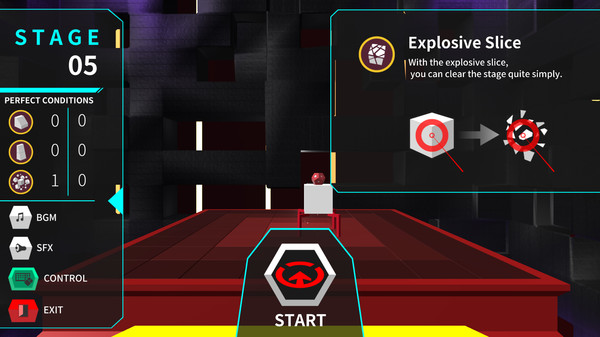 STAGE
05
PERFECT CONDITIONS
0 0
0 0
1 0
BGM
SFX
CONTROL
EXIT
Explosive Slice
With the explosive slice,
you can clear the stage quite simply.
START